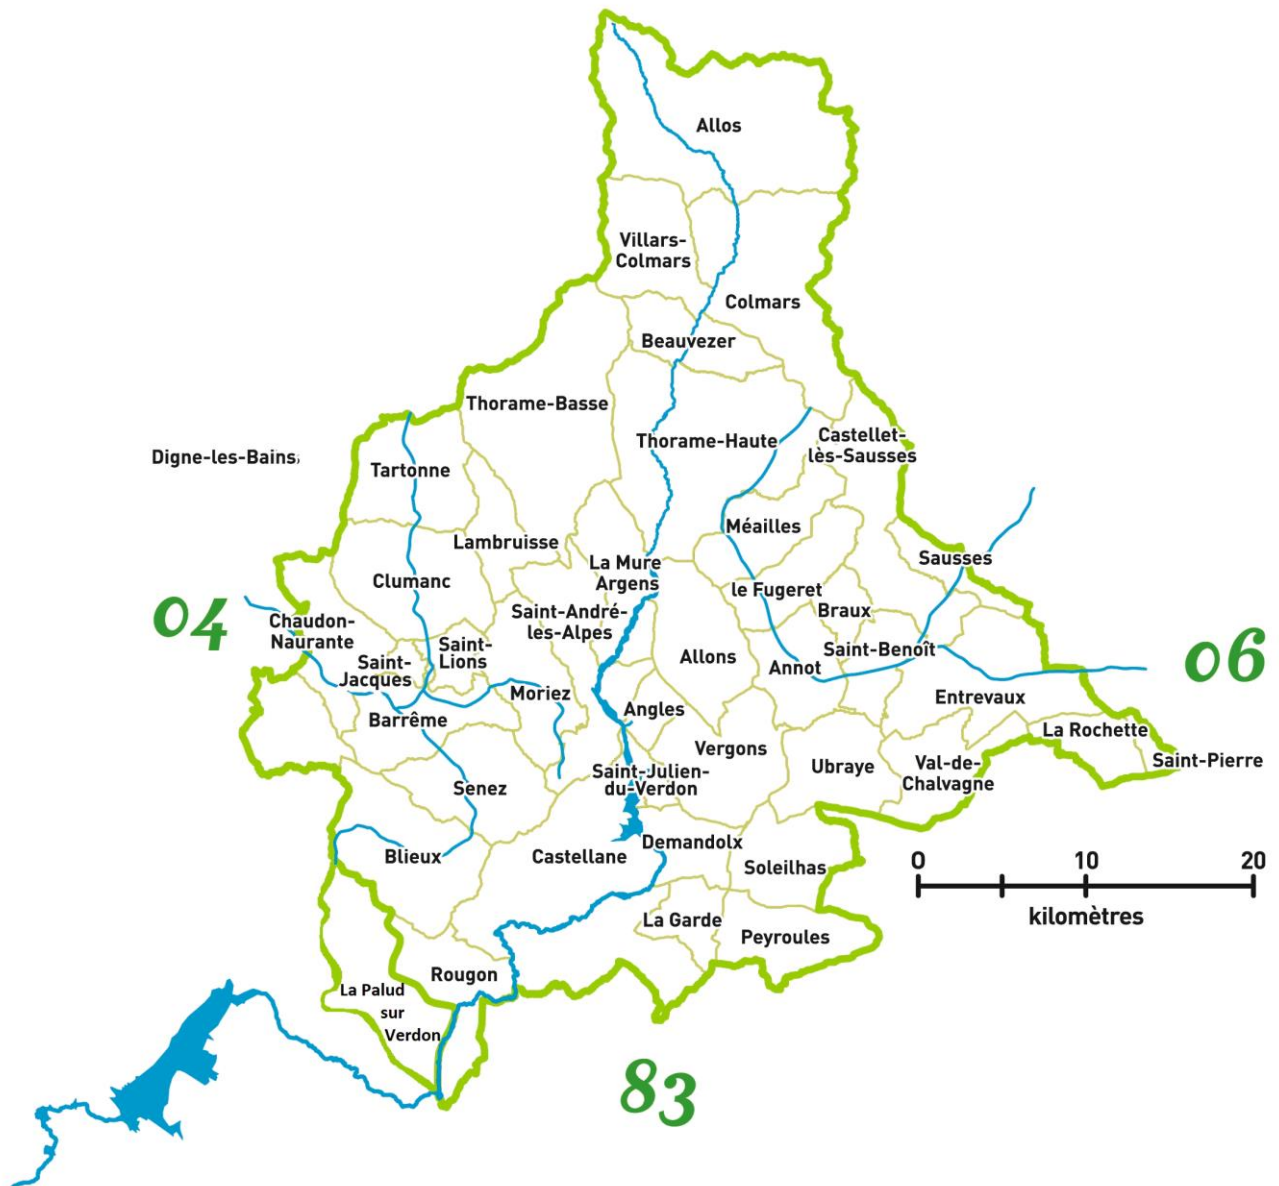 Allos
Villars-
Colmars
Colmars
Beauvezer
Thorame-Basse
Thorame-Haute
Castellet-
lès-Sausses
Digne-les-Bains
Tartonne
Méailles
Lambruisse
Sausses
La Mure
Argens
Clumanc
le Fugeret
04
Chaudon-
Naurante
Saint-André-
les-Alpes
Braux
Saint-
Lions
Saint-Benoît
06
Saint-
Jacques
Allons
Annot
Moriez
Entrevaux
Angles
Barrême
La Rochette
Vergons
Saint-Pierre
Ubraye
Val-de-
Chalvagne
Saint-Julien-
du-Verdon
Senez
Demandolx
Blieux
Castellane
Soleilhas
0 10 20
kilomètres
La Garde
Peyroules
Rougon
La Palud
sur
Verdon
83